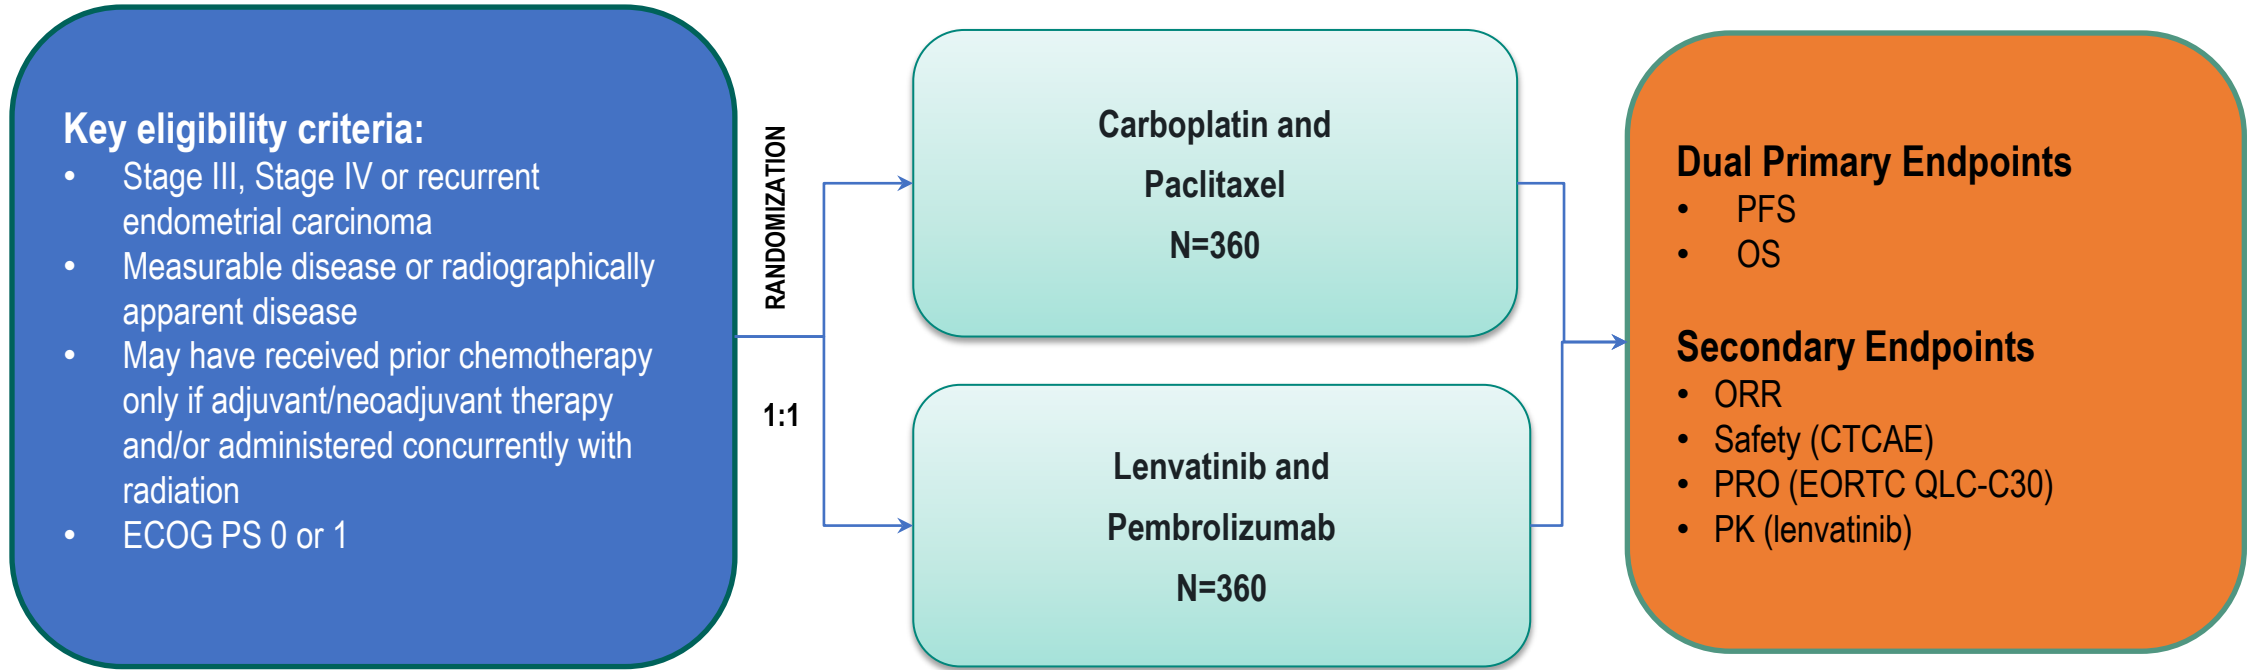 Key eligibility criteria:
• Stage III, Stage IV or recurrent
endometrial carcinoma
• Measurable disease or radiographically
apparent disease
• May have received prior chemotherapy
only if adjuvant/neoadjuvant therapy
and/or administered concurrently with
radiation
• ECOG PS 0 or 1
RANDOMIZATION
1:1
Carboplatin and
Paclitaxel
N=360
Lenvatinib and
Pembrolizumab
N=360
Dual Primary Endpoints
• PFS
• OS
Secondary Endpoints
• ORR
• Safety (CTCAE)
• PRO (EORTC QLC-C30)
• PK (lenvatinib)